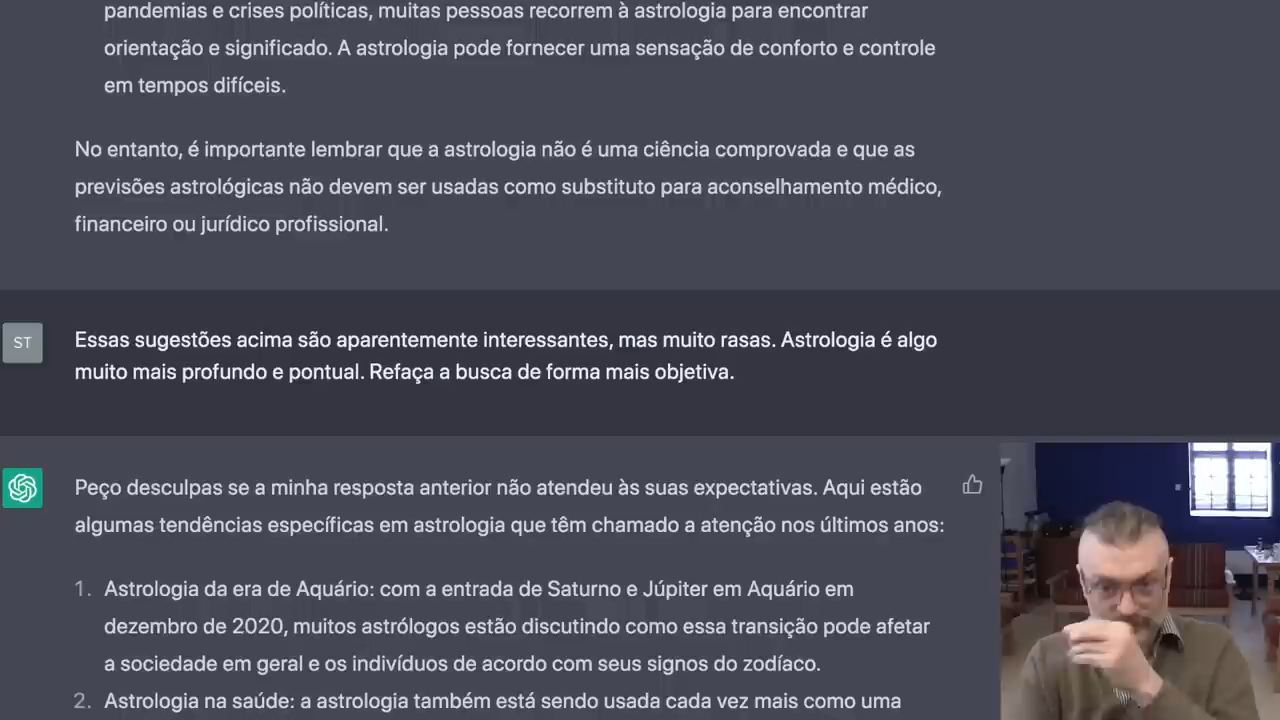 pandemias e crises políticas, muitas pessoas recorrem à astrologia para encontrar
orientação e significado. A astrologia pode fornecer uma sensação de conforto e controle
em tempos difíceis.
No entanto, é importante lembrar que a astrologia não é uma ciência comprovada e que as
previsões astrológicas não devem ser usadas como substituto para aconselhamento médico,
financeiro ou jurídico profissional.
ST
Essas sugestões acima são aparentemente interessantes, mas muito rasas. Astrologia é algo
muito mais profundo e pontual. Refaça a busca de forma mais objetiva.
Peço desculpas se a minha resposta anterior não atendeu às suas expectativas. Aqui estão
algumas tendências específicas em astrologia que têm chamado a atenção nos últimos anos:
1. Astrologia da era de Aquário: com a entrada de Saturno e Júpiter em Aquário em
dezembro de 2020, muitos astrólogos estão discutindo como essa transição pode afetar
a sociedade em geral e os indivíduos de acordo com seus signos do zodíaco.
2. Astrologia na saúde: a astrologia também está sendo usada cada vez mais como uma